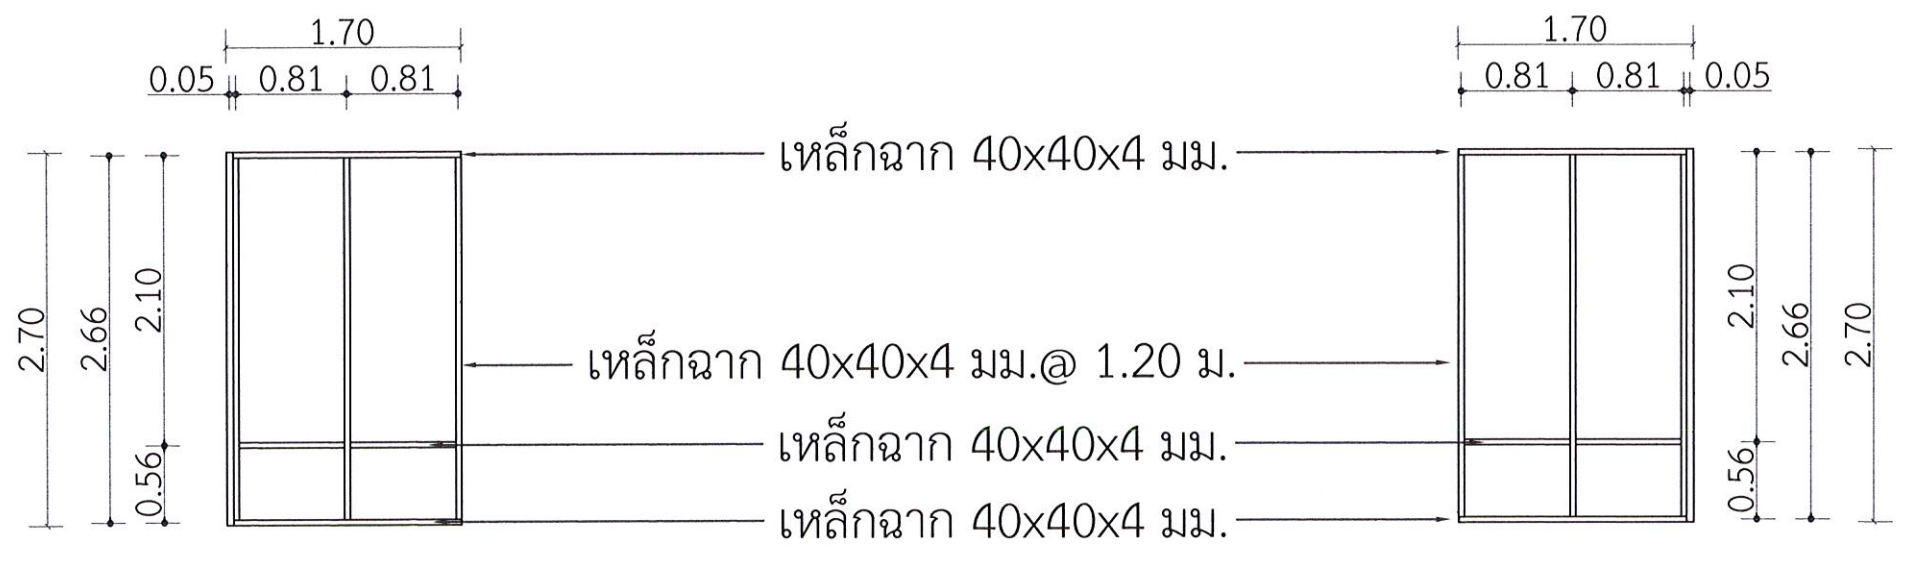 1.70 1.70
0.05 0.81 0.81 0.81 0.81 0.05
เหล็กฉาก 40x40x4 มม.
2.70 2.66 2.10 2.10 2.66 2.70
เหล็กฉาก 40x40x4 มม.@ 1.20 ม.
เหล็กฉาก 40x40x4 มม.
0.56 0.56
เหล็กฉาก 40x40x4 มม.